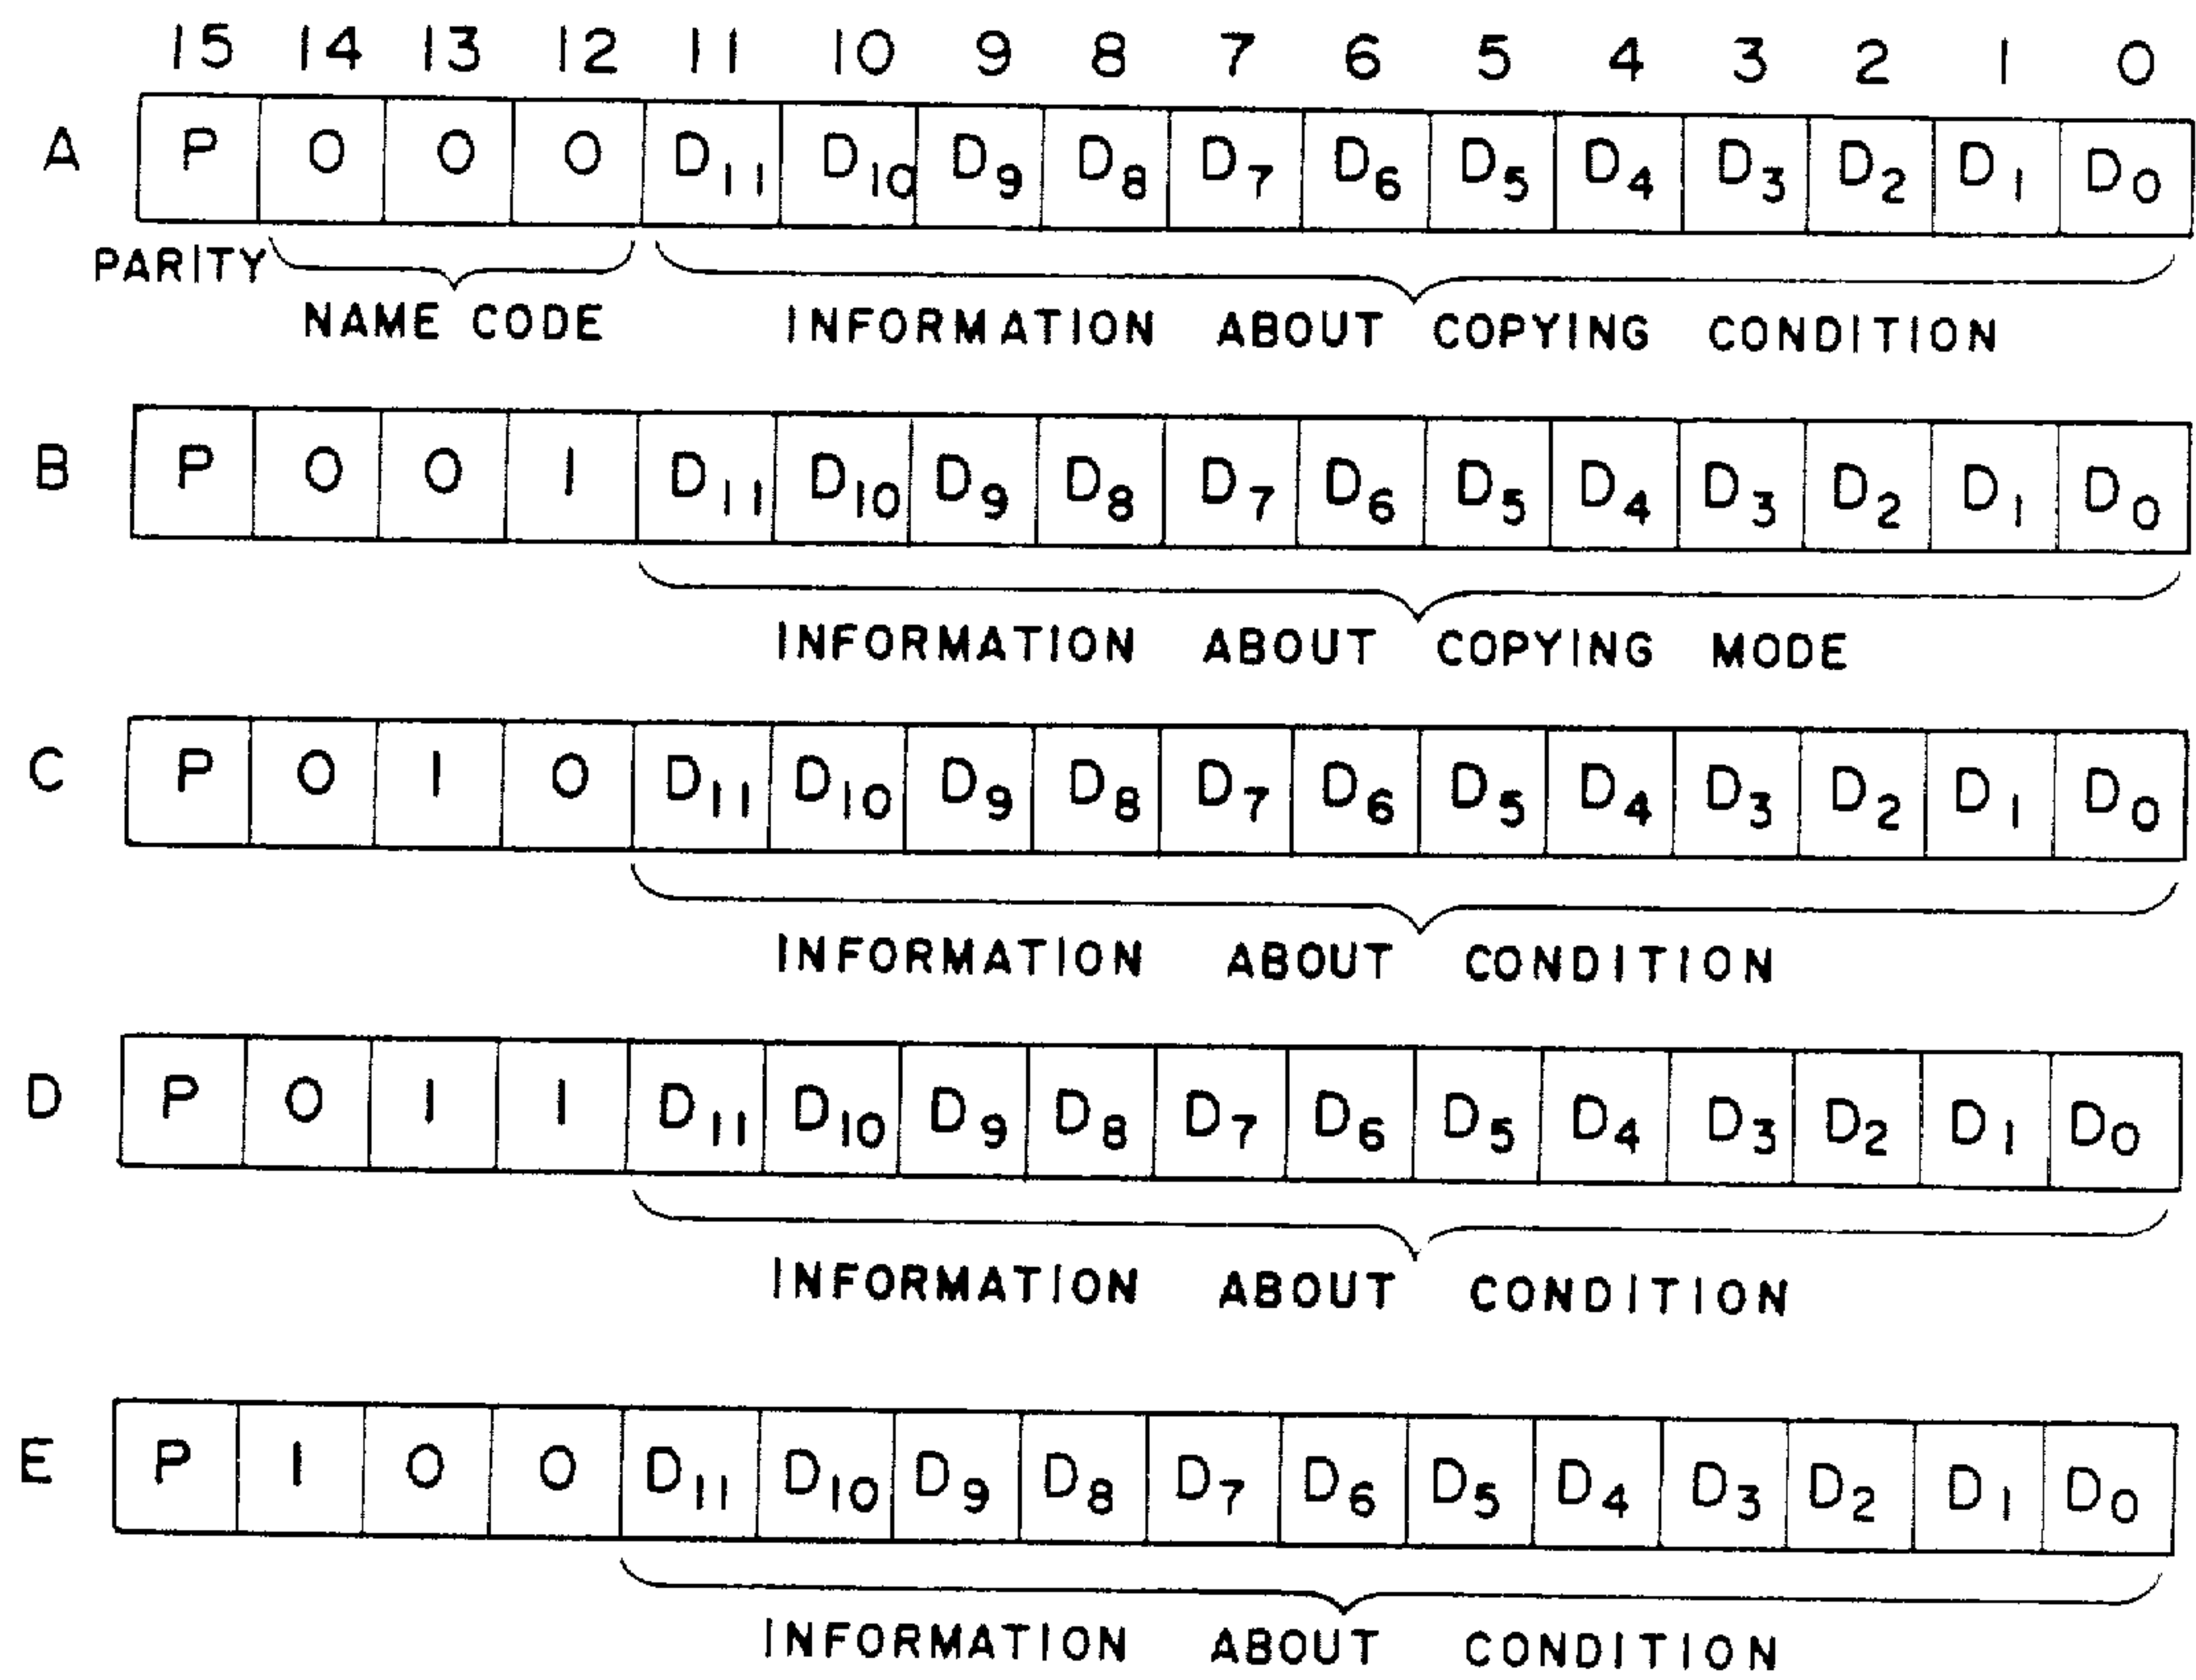 15 14 13 12 11 10 9 8 7 6 5 4 3 2 1 0
A P 0 0 0 D11 D10 D9 D8 D7 D6 D5 D4 D3 D2 D1 D0
PARITY
NAME CODE INFORMATION ABOUT COPYING CONDITION
B P 0 0 1 D11 D10 D9 D8 D7 D6 D5 D4 D3 D2 D1 D0
INFORMATION ABOUT COPYING MODE
C P 0 1 0 D11 D10 D9 D8 D7 D6 D5 D4 D3 D2 D1 D0
INFORMATION ABOUT CONDITION
D P 0 1 1 D11 D10 D9 D8 D7 D6 D5 D4 D3 D2 D1 D0
INFORMATION ABOUT CONDITION
E P 1 0 0 D11 D10 D9 D8 D7 D6 D5 D4 D3 D2 D1 D0
INFORMATION ABOUT CONDITION